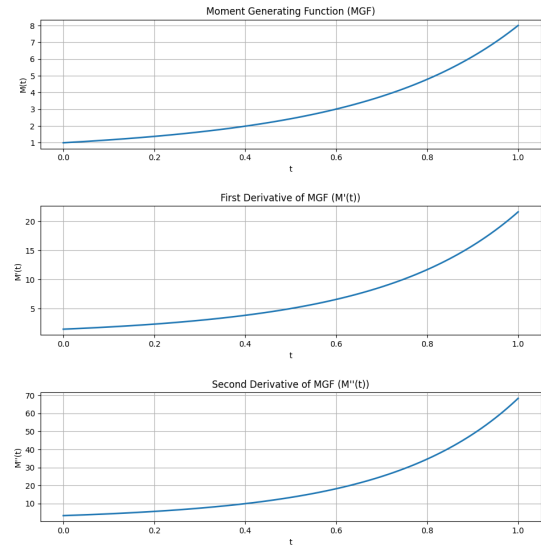 Moment Generating Function (MGF)
8
7
6
5
4
3
2
1
M(t)
0.0 0.2 0.4 0.6 0.8 1.0
t
First Derivative of MGF (M'(t))
20
15
10
5
M'(t)
0.0 0.2 0.4 0.6 0.8 1.0
t
Second Derivative of MGF (M''(t))
70
60
50
40
30
20
10
M''(t)
0.0 0.2 0.4 0.6 0.8 1.0
t